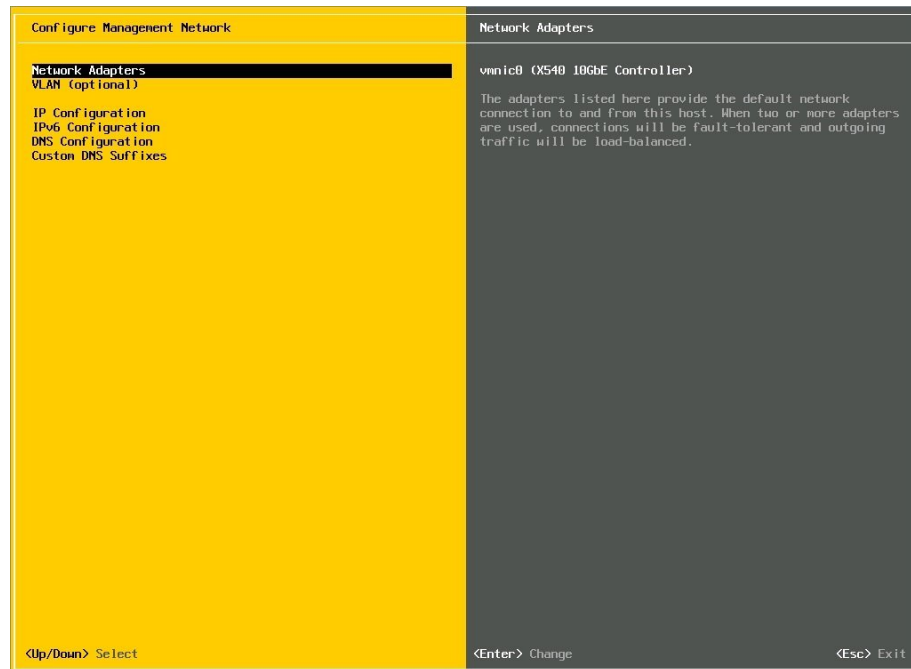 Configure Management Network
Network Adapters
Network Adapters
VLAN (optional)
IP Configuration
IPv6 Configuration
DNS Configuration
Custom DNS Suffixes
vmnic0 (X540 10GbE Controller)
The adapters listed here provide the default network
connection to and from this host. When two or more adapters
are used, connections will be fault-tolerant and outgoing
traffic will be load-balanced.
<Up/Down> Select
<Enter> Change
<Esc> Exit